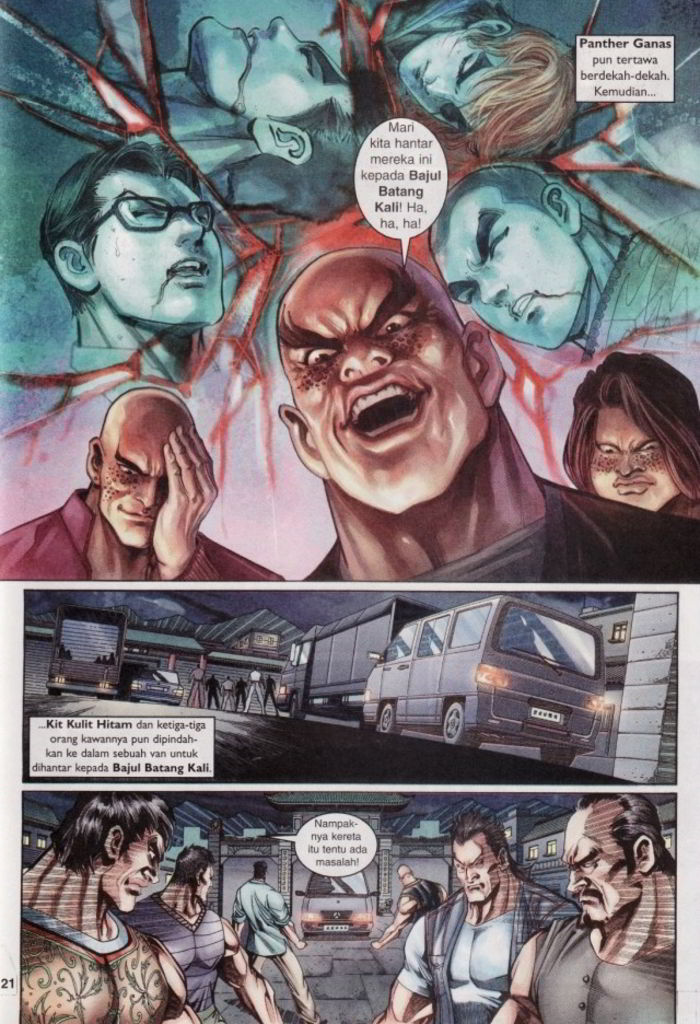 Panther Ganas
pun tertawa
berdekah-dekah.
Kemudian...
Mari
kita hantar
mereka ini
kepada Bajul
Batang
Kali! Ha,
ha, ha!
...Kit Kulit Hitam dan ketiga-tiga
orang kawannya pun dipindah-
kan ke dalam sebuah van untuk
dihantar kepada Bajul Batang Kali.
Nampak-
nya kereta
itu tentu ada
masalah!
21